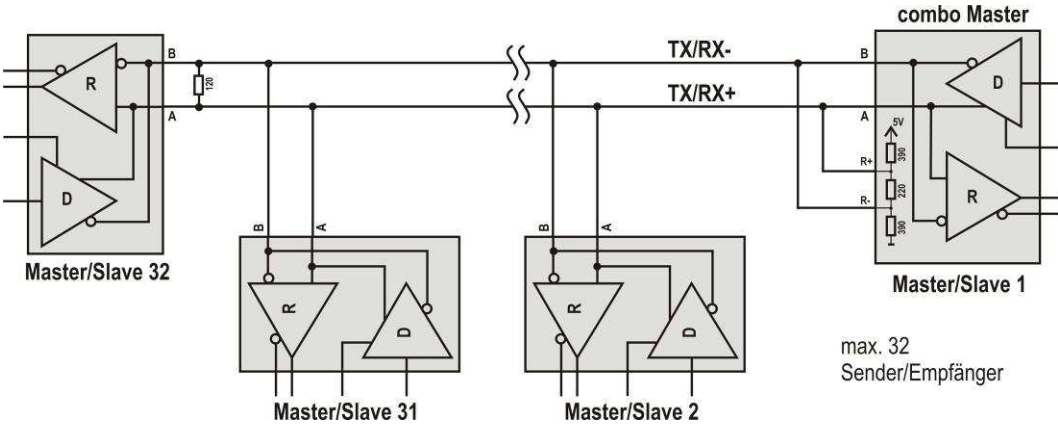 combo Master
B
TX/RX-
B
R
120
D
TX/RX+
A
A
5V
390
R+
D
220
R
R-
390
B
A
B
A
Master/Slave 32
Master/Slave 1
R
D
R
D
max. 32
Sender/Empfänger
Master/Slave 31
Master/Slave 2